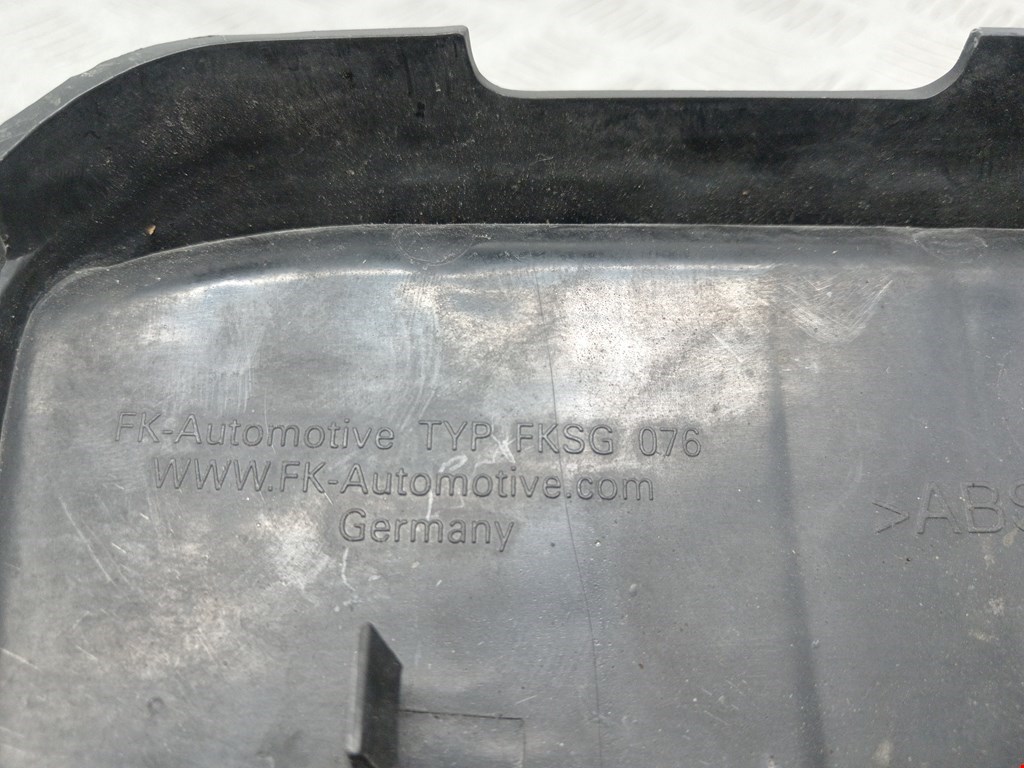 FK-Automotive TYP FKSG 076
WWW.FK-Automotive.com
Germany
>ABS